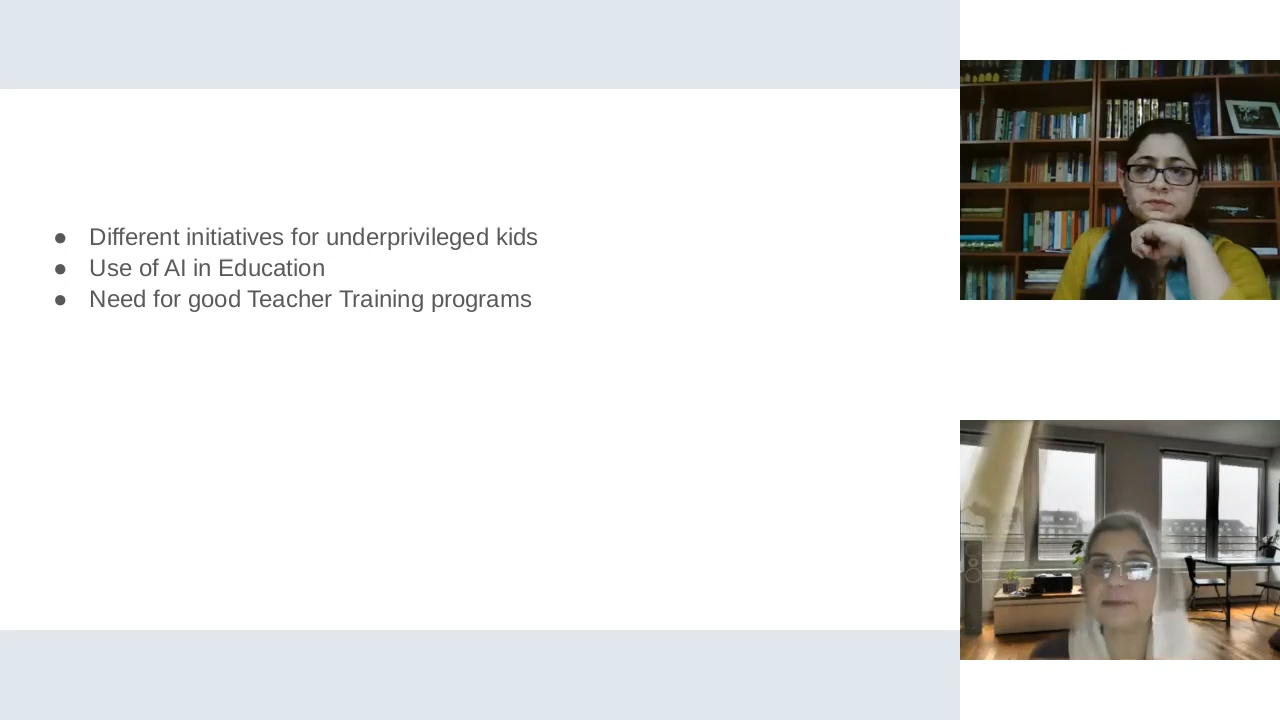 ● Different initiatives for underprivileged kids
● Use of AI in Education
● Need for good Teacher Training programs